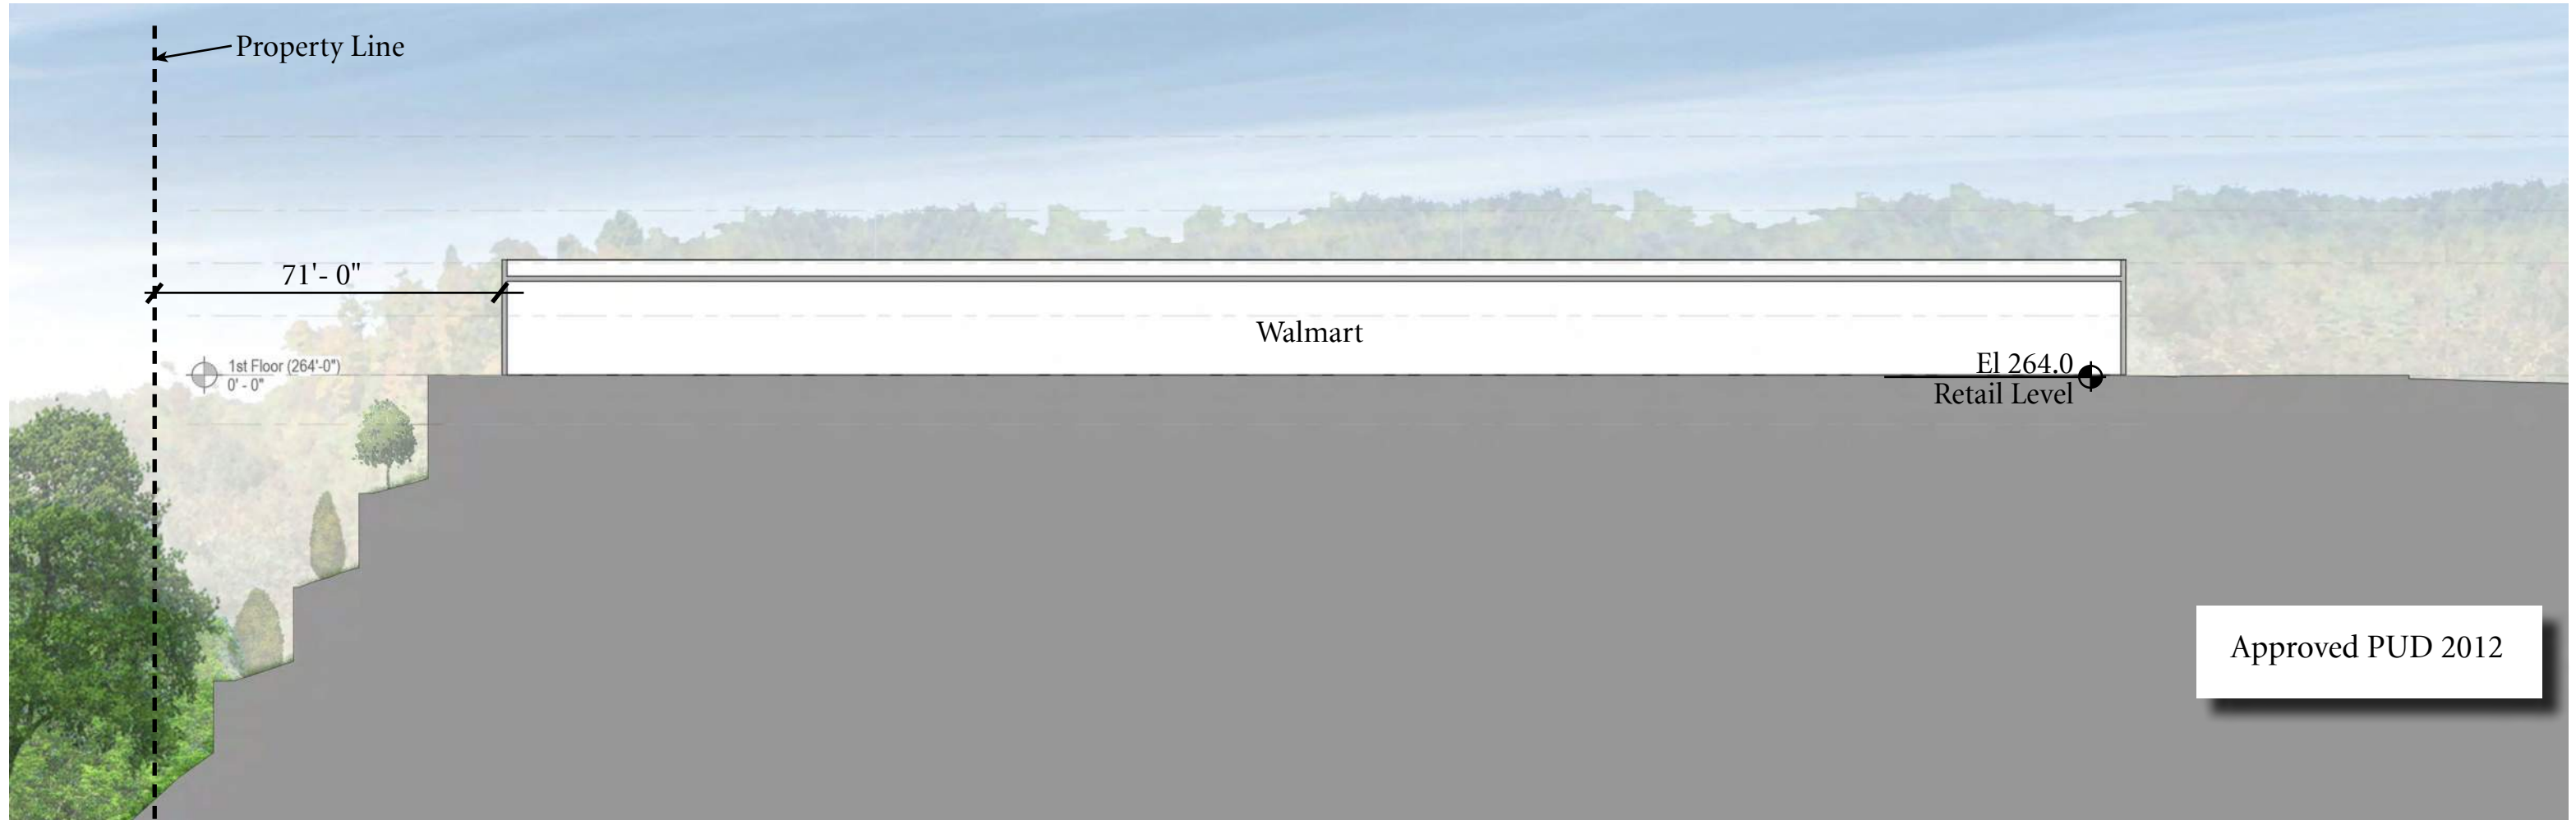 Property Line
71'- 0"
Walmart
1st Floor (264'-0")
0' - 0"
El 264.0
Retail Level
Approved PUD 2012